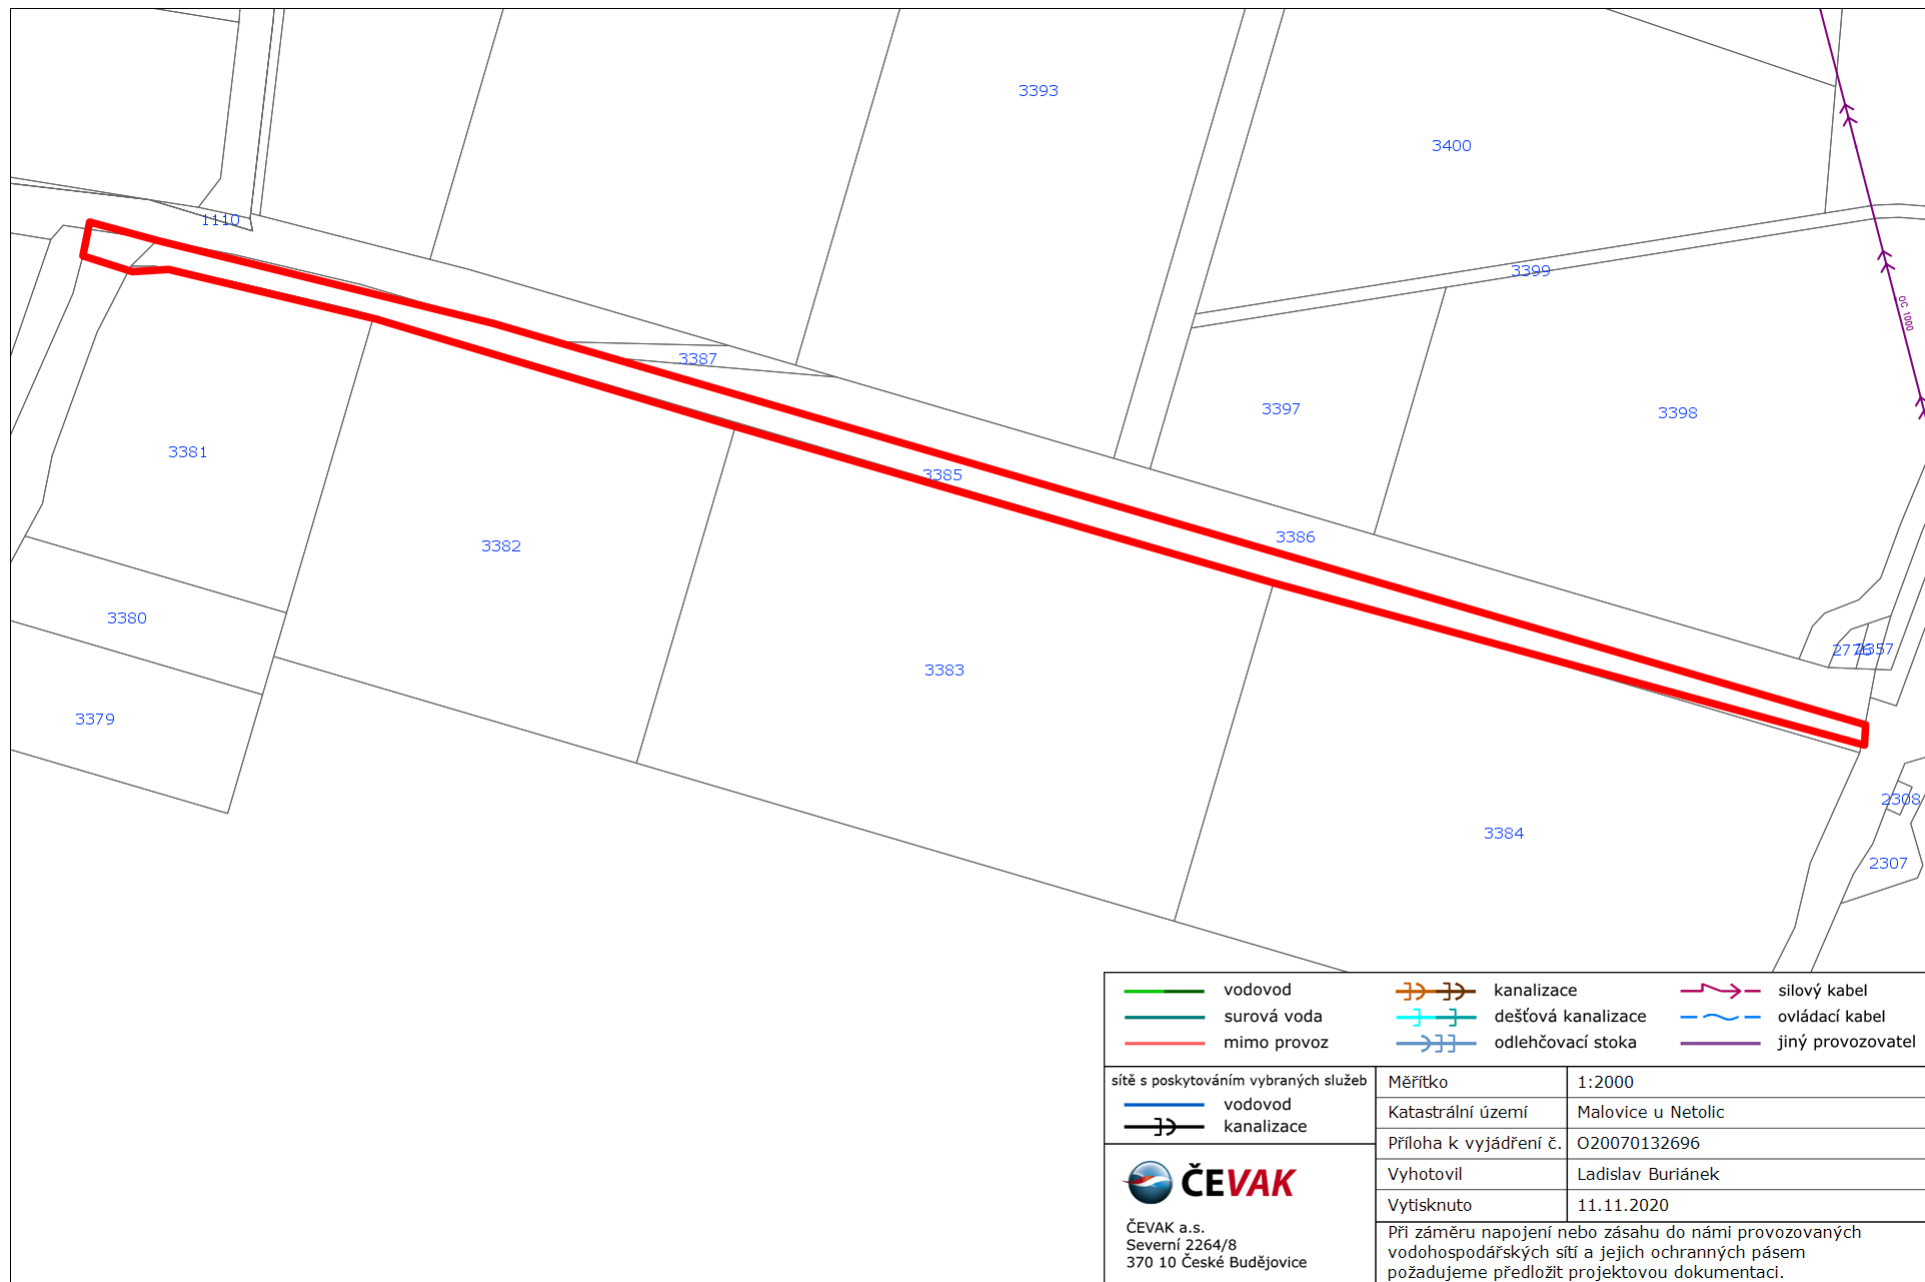 3393
3400
1110
3399
OC 1000
3387
3397
3398
3381
3385
3382
3386
3380
2776
2357
3383
3379
2308
3384
2307
vodovod
surová voda
mimo provoz
kanalizace
dešťová kanalizace
odlehčovací stoka
silový kabel
ovládací kabel
jiný provozovatel
sítě s poskytováním vybraných služeb
vodovod
kanalizace
Měřítko 1:2000
Katastrální území Malovice u Netolic
Příloha k vyjádření č. O20070132696
Vyhotovil Ladislav Buriánek
Vytisknuto 11.11.2020
ČEVAK
ČEVAK a.s.
Severní 2264/8
370 10 České Budějovice
Při záměru napojení nebo zásahu do námi provozovaných
vodohospodářských sítí a jejich ochranných pásem
požadujeme předložit projektovou dokumentaci.